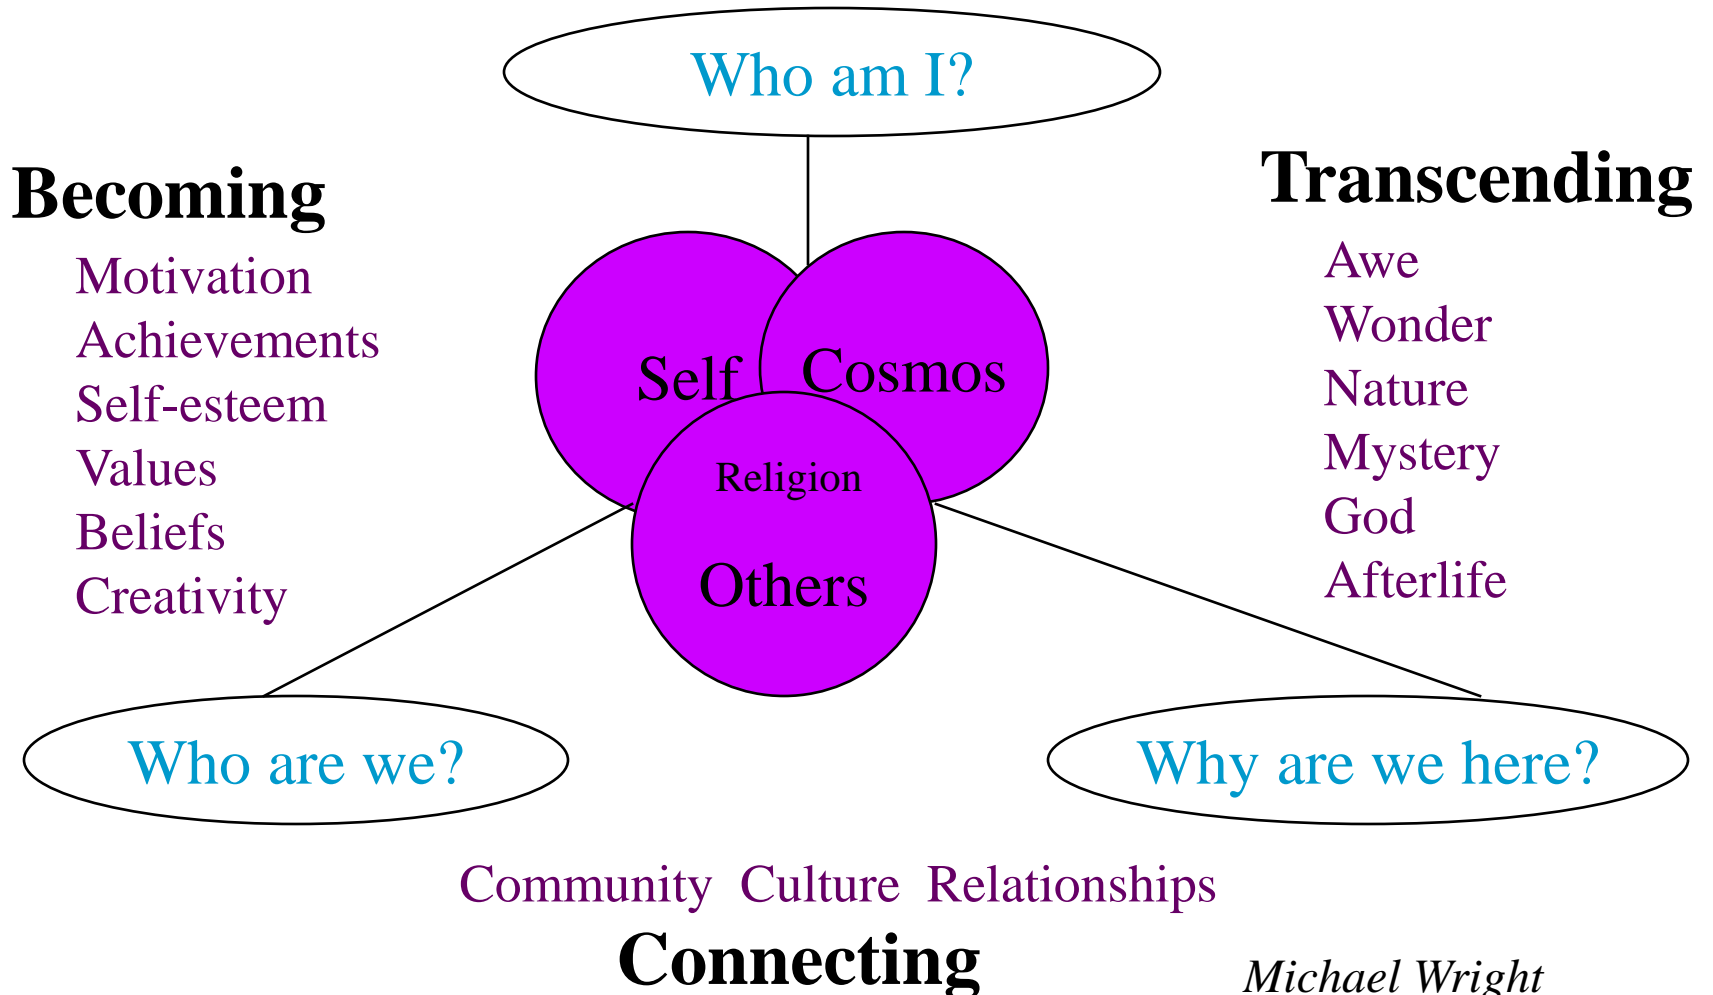 Who am I?
Becoming
Motivation
Achievements
Self-esteem
Values
Beliefs
Creativity
Transcending
Awe
Wonder
Nature
Mystery
God
Afterlife
Self
Cosmos
Religion
Others
Who are we?
Why are we here?
Community Culture Relationships
Connecting
Michael Wright